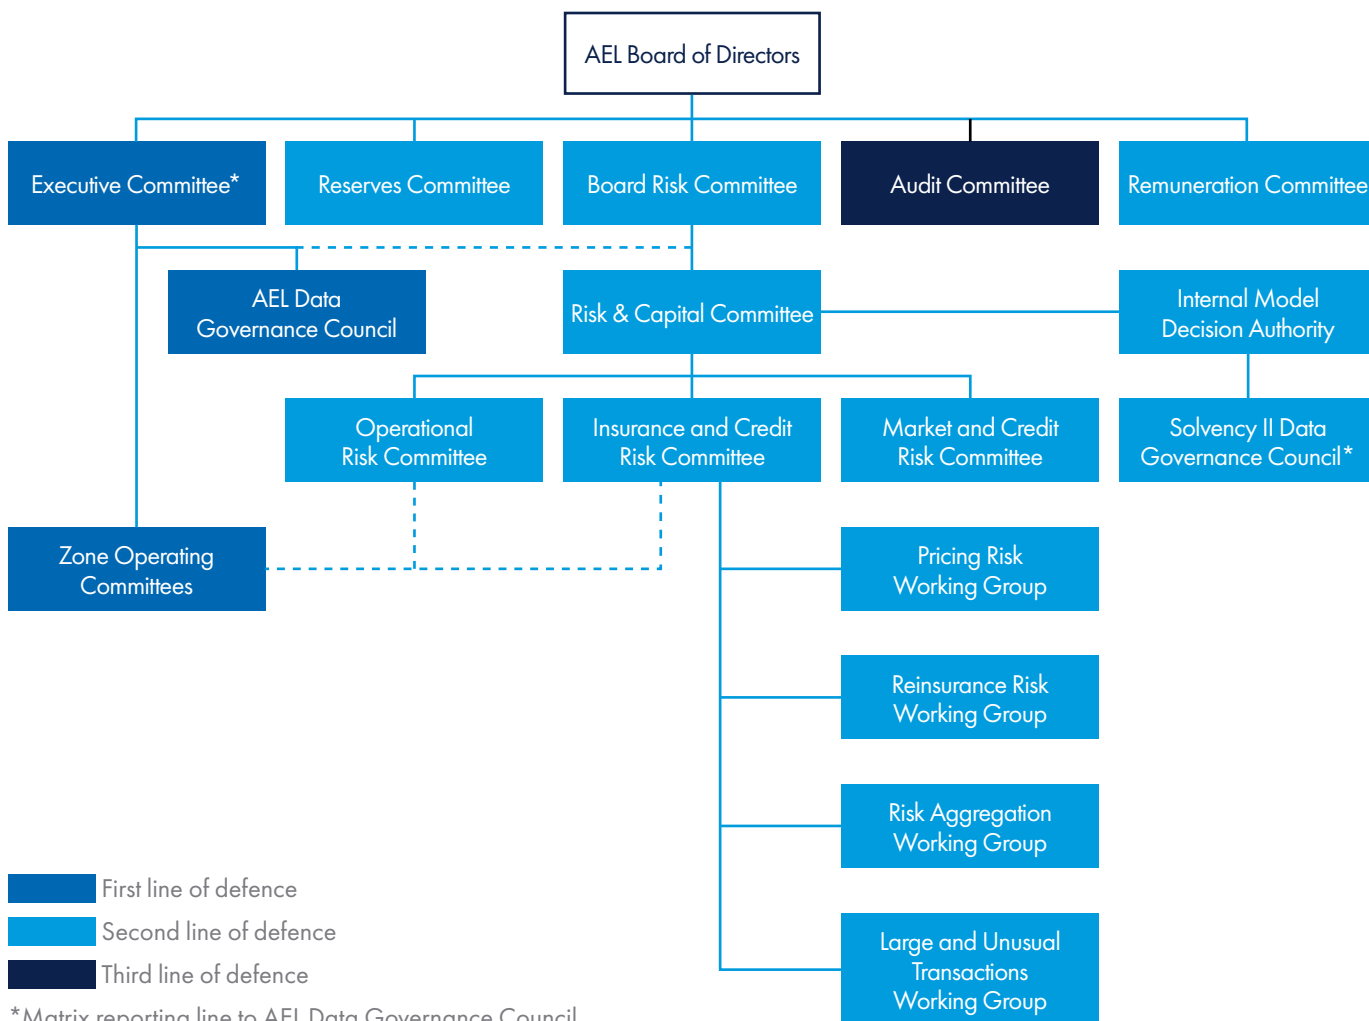 AEL Board of Directors
Executive Committee*
Reserves Committee
Board Risk Committee
Audit Committee
Remuneration Committee
AEL Data
Governance Council
Risk & Capital Committee
Internal Model
Decision Authority
Operational
Risk Committee
Insurance and Credit
Risk Committee
Market and Credit
Risk Committee
Solvency II Data
Governance Council*
Zone Operating
Committees
Pricing Risk
Working Group
Reinsurance Risk
Working Group
Risk Aggregation
Working Group
Large and Unusual
Transactions
Working Group
First line of defence
Second line of defence
Third line of defence
*Matrix reporting line to AEL Data Governance Council